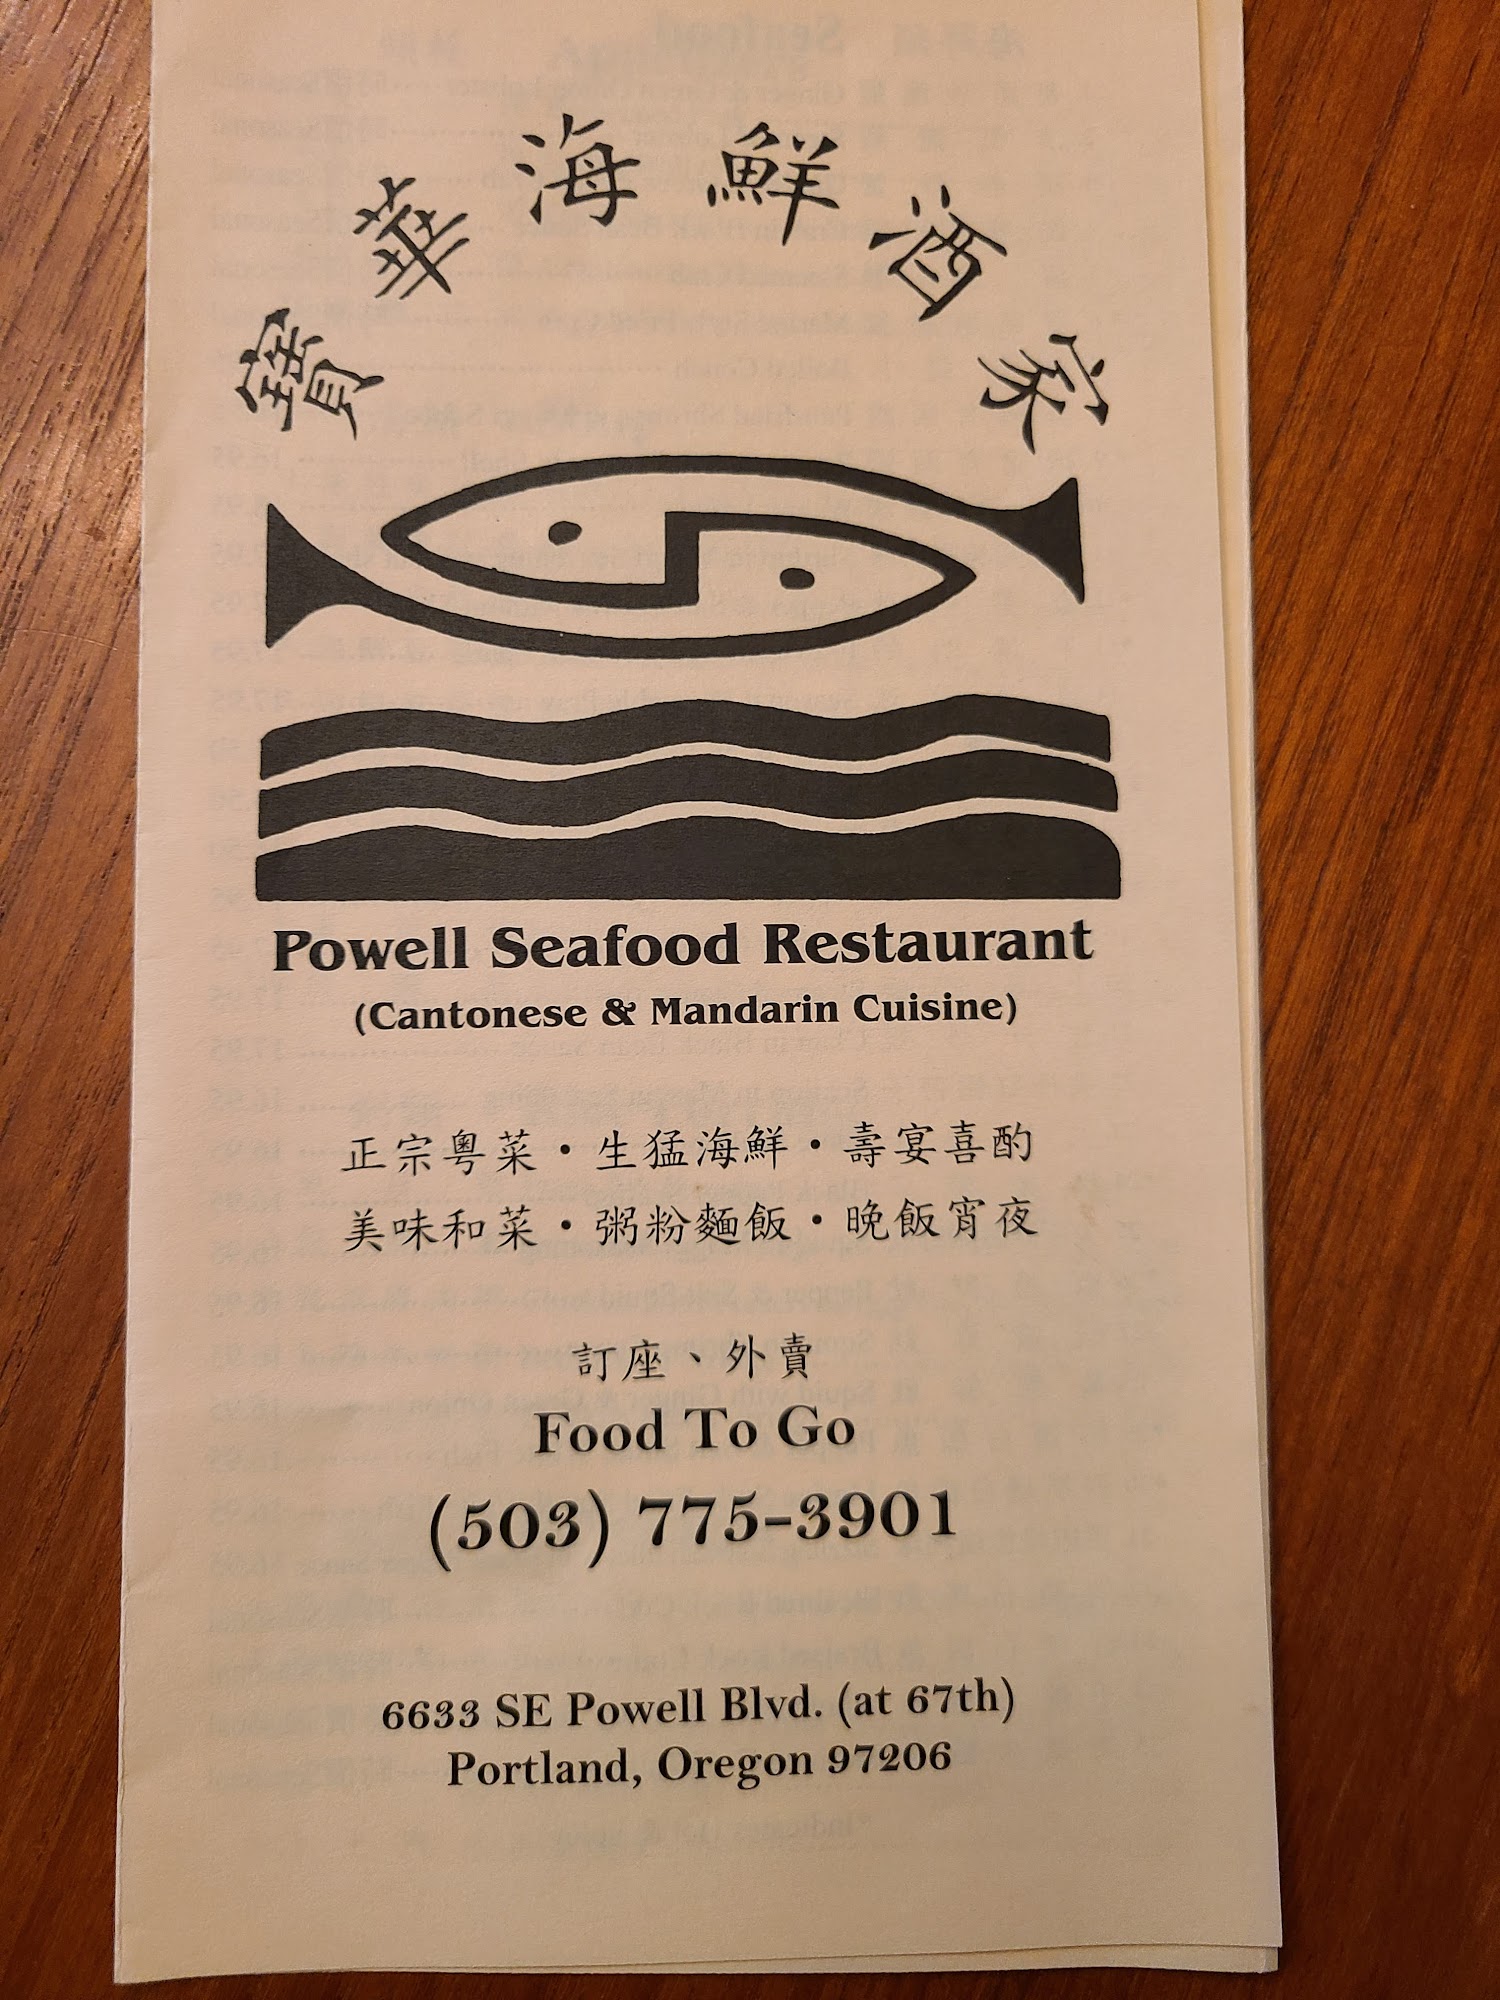 寶華海鮮酒家
Powell Seafood Restaurant
(Cantonese & Mandarin Cuisine)
正宗粵菜・生猛海鮮・壽宴喜酌
美味和菜・粥粉麵飯・晚飯宵夜
訂座、外賣
Food To Go
(503) 775-3901
6633 SE Powell Blvd. (at 67th)
Portland, Oregon 97206